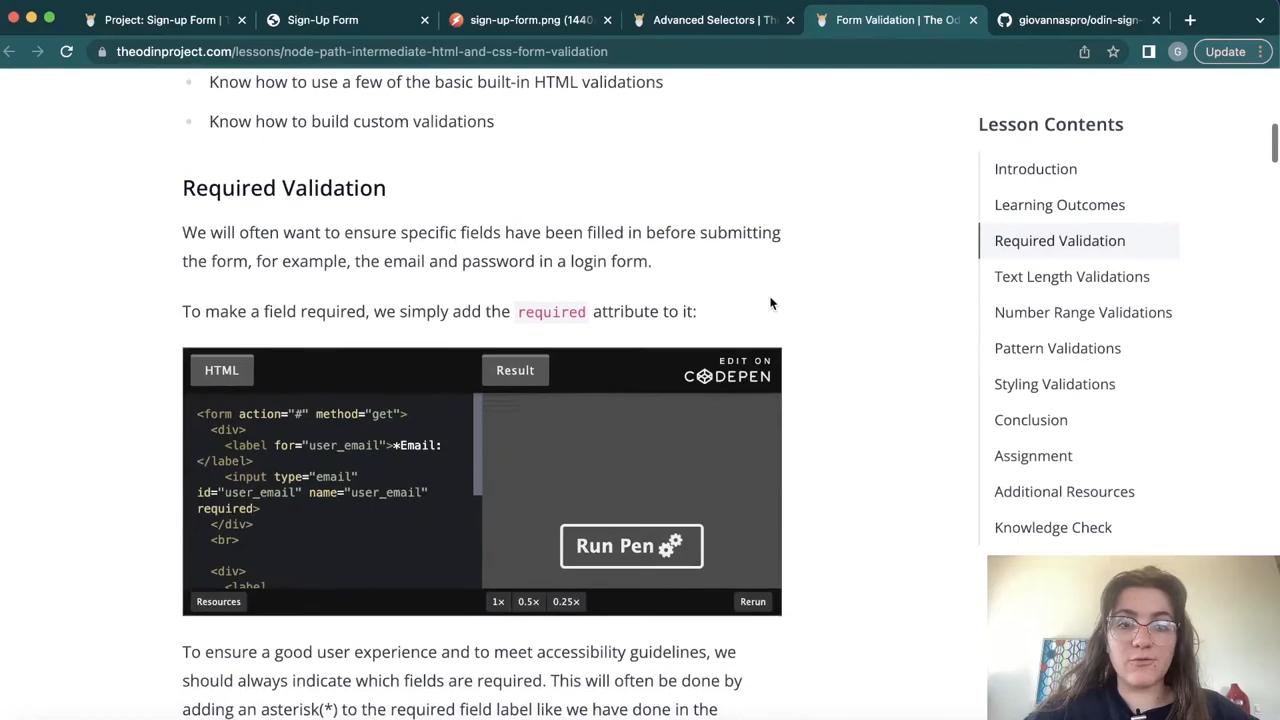 Project: Sign-up Form | T
Sign-Up Form
sign-up-form.png (1440
Advanced Selectors | The
Form Validation | The Od
giovannaspro/odin-sign-
theodinproject.com/lessons/node-path-intermediate-html-and-css-form-validation
G
Update
Know how to use a few of the basic built-in HTML validations
Know how to build custom validations
Required Validation
We will often want to ensure specific fields have been filled in before submitting
the form, for example, the email and password in a login form.
To make a field required, we simply add the required attribute to it:
HTML
Result
EDIT ON
CODEPEN
<form action="#" method="get">
<div>
<label for="user_email">*Email:
</label>
<input type="email"
id="user_email" name="user_email"
required>
</div>
<br>
<div>
<label
Run Pen
Resources
1×
0.5×
0.25×
Rerun
To ensure a good user experience and to meet accessibility guidelines, we
should always indicate which fields are required. This will often be done by
adding an asterisk(*) to the required field label like we have done in the
Lesson Contents
Introduction
Learning Outcomes
Required Validation
Text Length Validations
Number Range Validations
Pattern Validations
Styling Validations
Conclusion
Assignment
Additional Resources
Knowledge Check